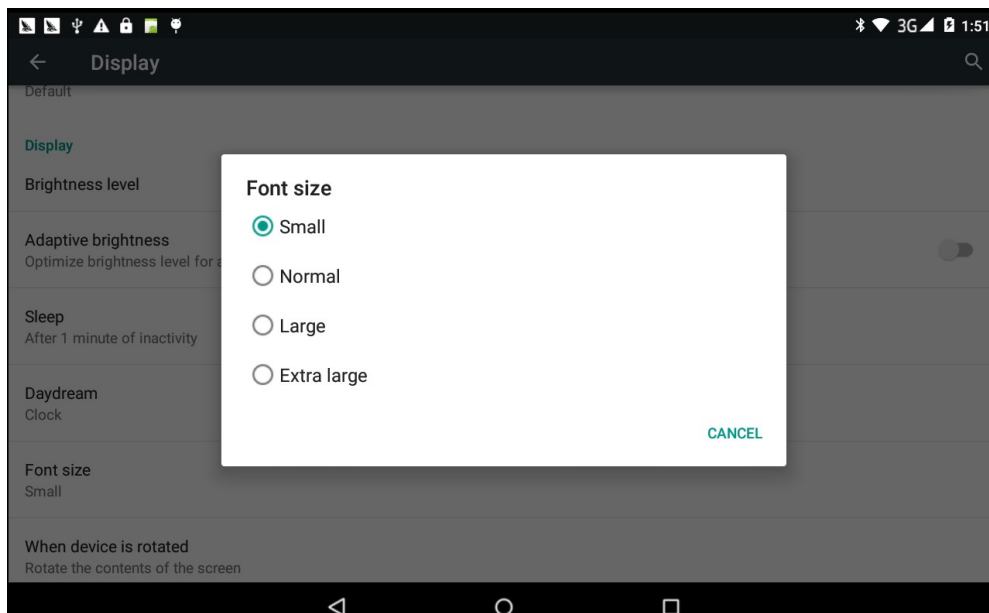 3G 1:51
Display
Default
Display
Brightness level
Adaptive brightness
Optimize brightness level for
Sleep
After 1 minute of inactivity
Daydream
Clock
Font size
Small
When device is rotated
Rotate the contents of the screen
Font size
Small
Normal
Large
Extra large
CANCEL